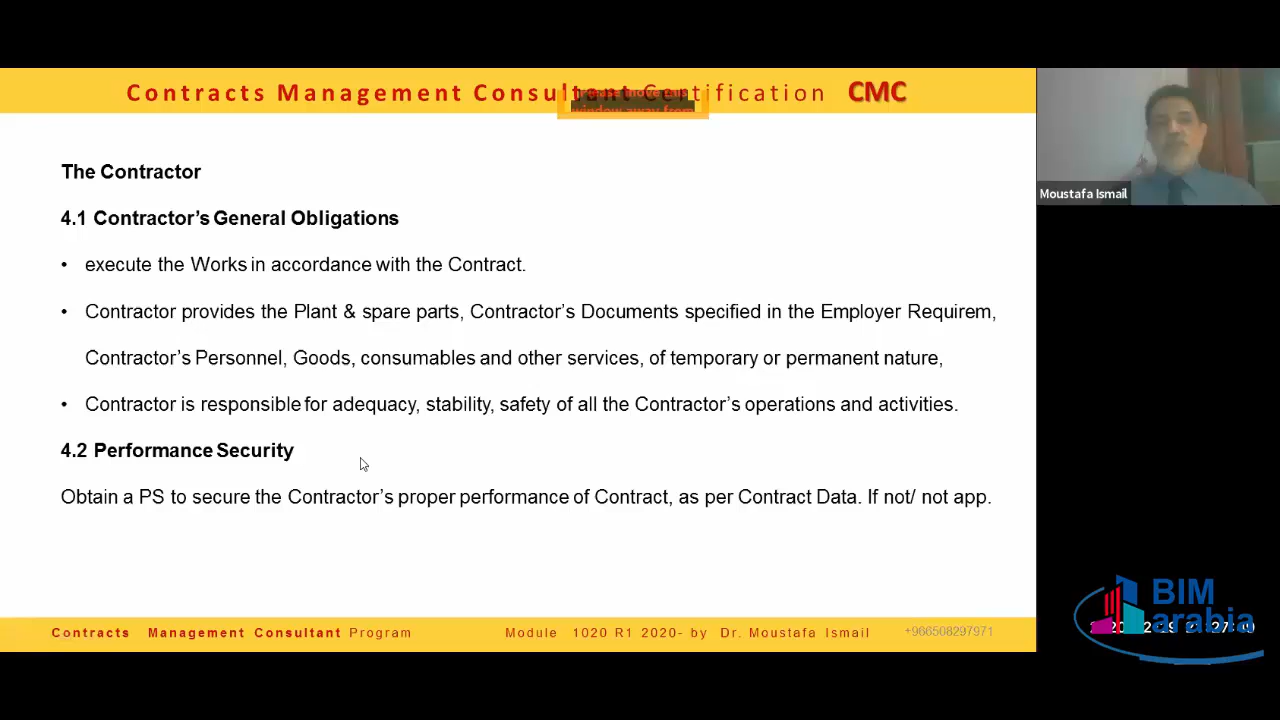 Contracts Management Consultant Certification CMC
The Contractor
4.1 Contractor's General Obligations
• execute the Works in accordance with the Contract.
• Contractor provides the Plant & spare parts, Contractor's Documents specified in the Employer Requirem,
Contractor's Personnel, Goods, consumables and other services, of temporary or permanent nature,
• Contractor is responsible for adequacy, stability, safety of all the Contractor's operations and activities.
4.2 Performance Security
Obtain a PS to secure the Contractor's proper performance of Contract, as per Contract Data. If not/ not app.
Contracts Management Consultant Program
Module 1020 R1 2020- by Dr. Moustafa Ismail
+966508297971
Moustafa Ismail
BIM
arabia